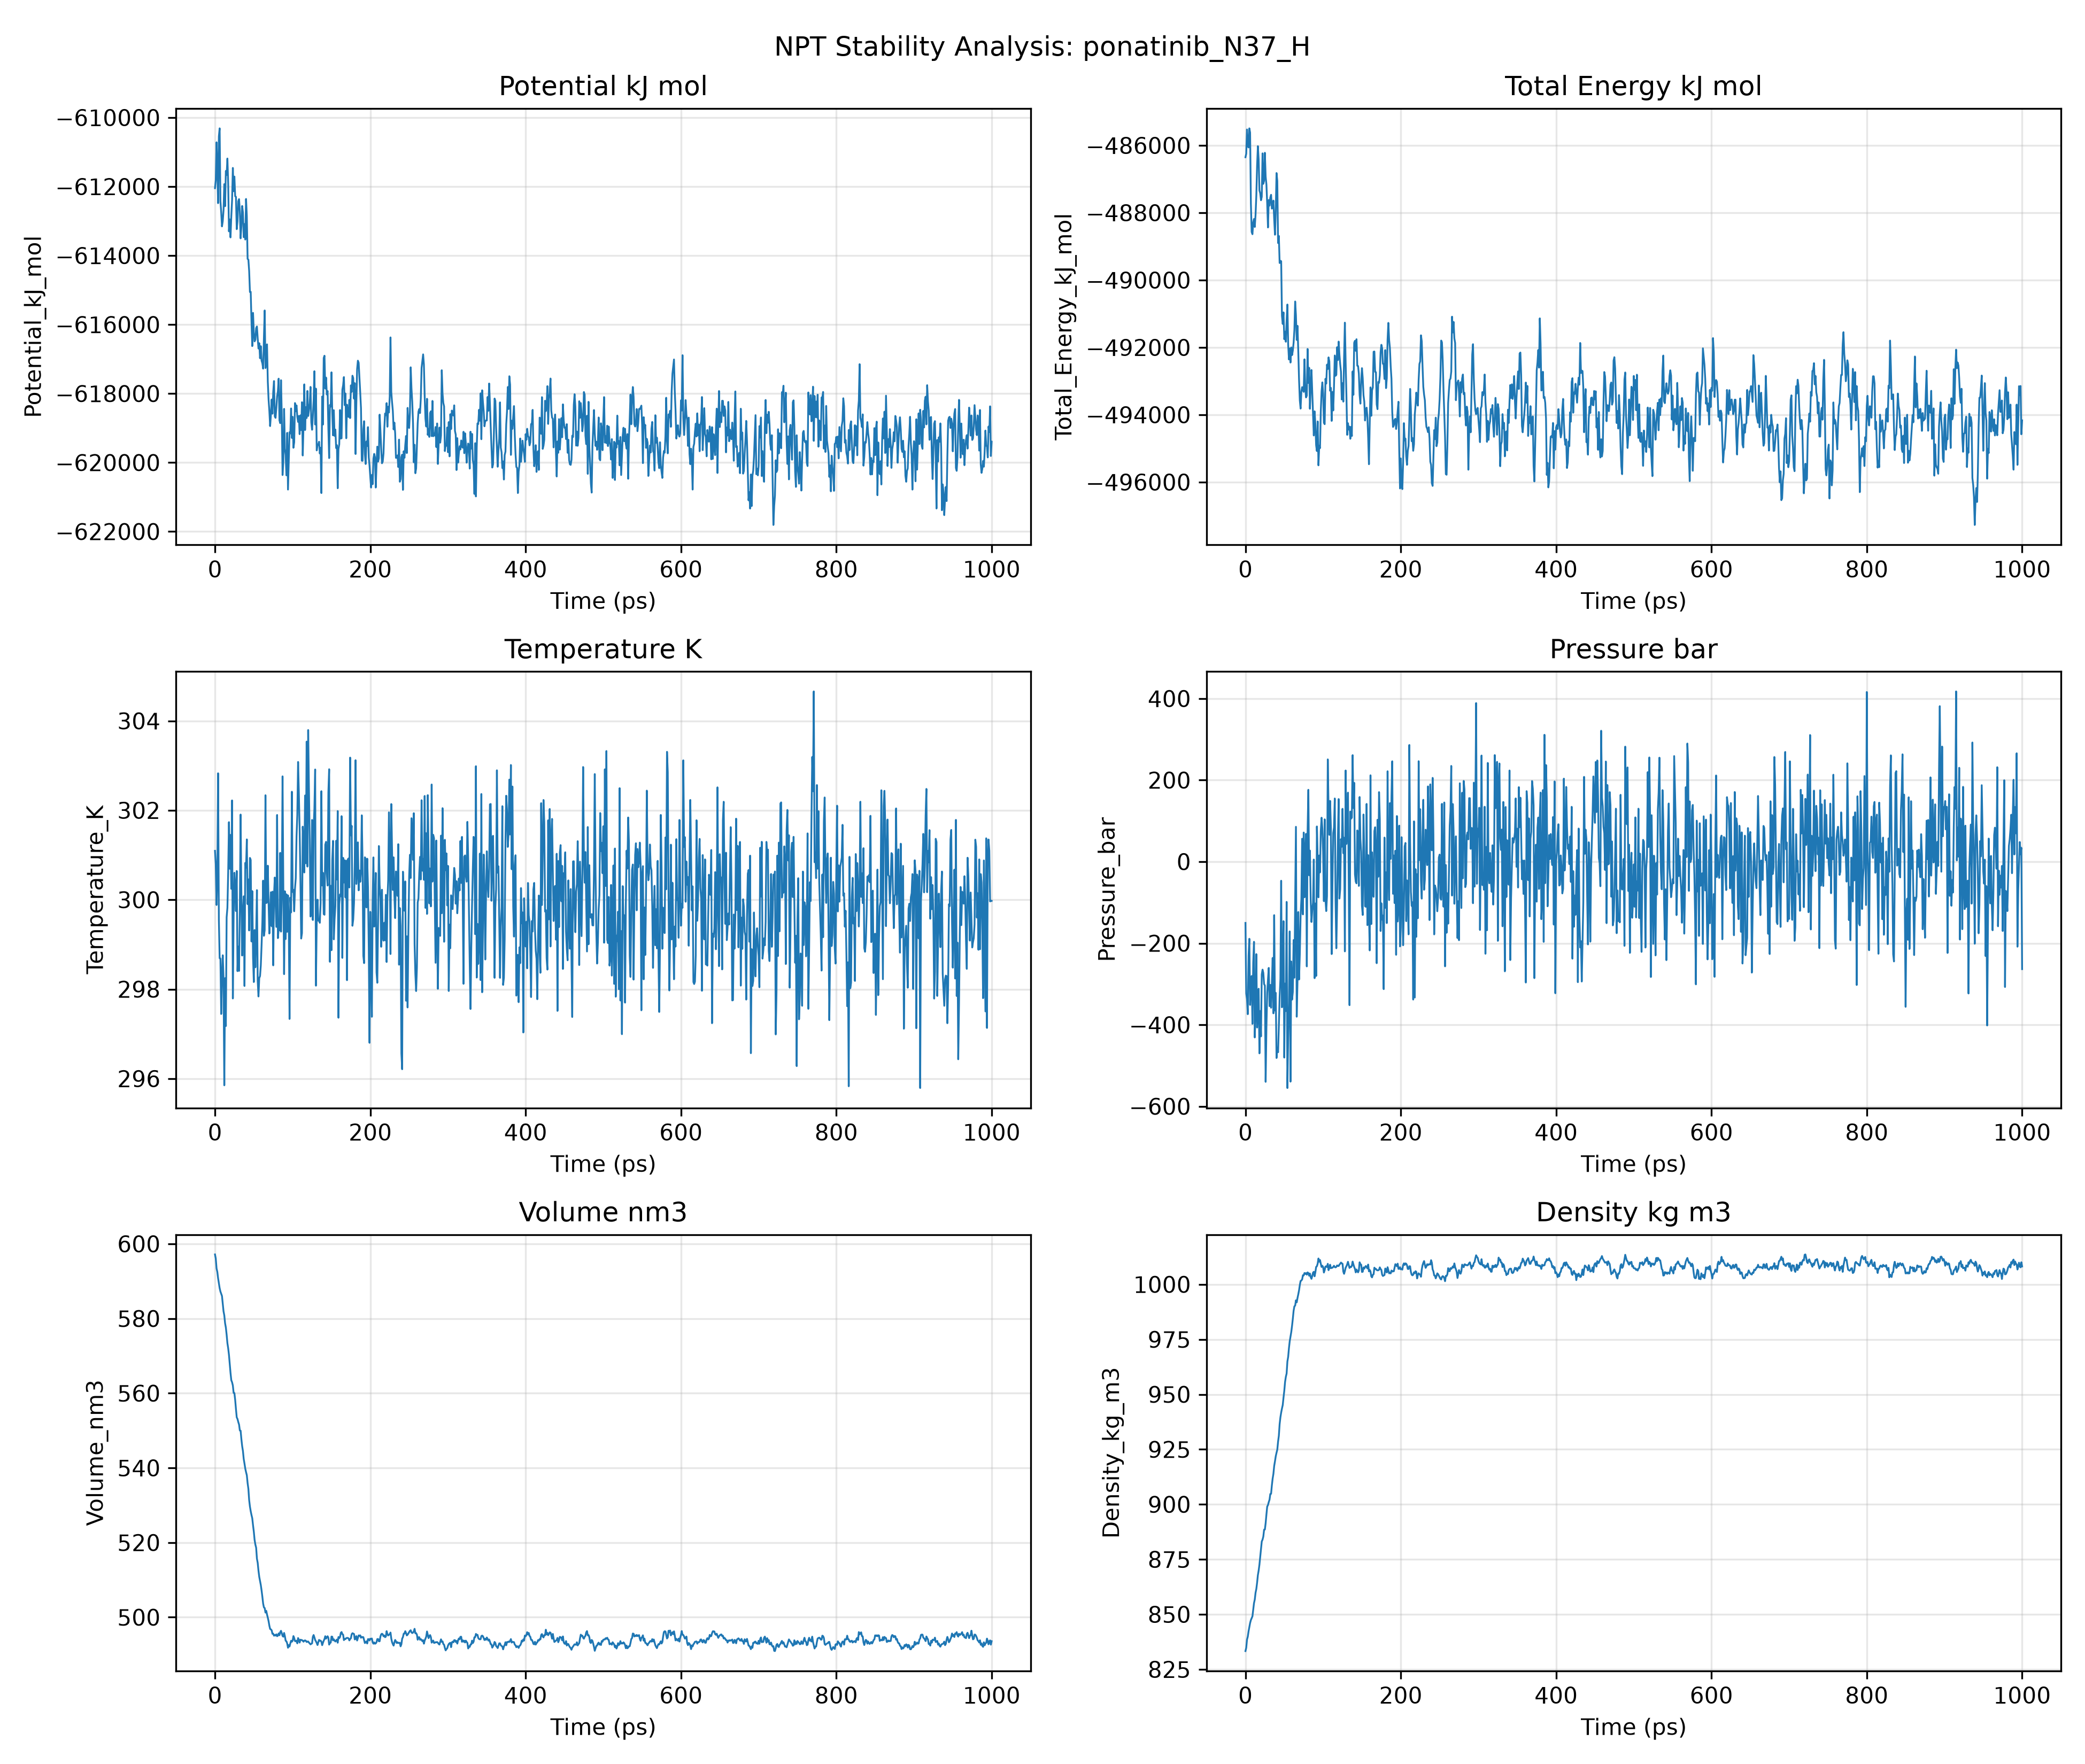 NPT Stability Analysis: ponatinib_N37_H
Potential kJ mol
Potential_kJ_mol
−610000
−612000
−614000
−616000
−618000
−620000
−622000
0 200 400 600 800 1000
Time (ps)
Total Energy kJ mol
Total_Energy_kJ_mol
−486000
−488000
−490000
−492000
−494000
−496000
0 200 400 600 800 1000
Time (ps)
Temperature K
Temperature_K
304
302
300
298
296
0 200 400 600 800 1000
Time (ps)
Pressure bar
Pressure_bar
400
200
0
−200
−400
−600
0 200 400 600 800 1000
Time (ps)
Volume nm3
Volume_nm3
600
580
560
540
520
500
0 200 400 600 800 1000
Time (ps)
Density kg m3
Density_kg_m3
1000
975
950
925
900
875
850
825
0 200 400 600 800 1000
Time (ps)